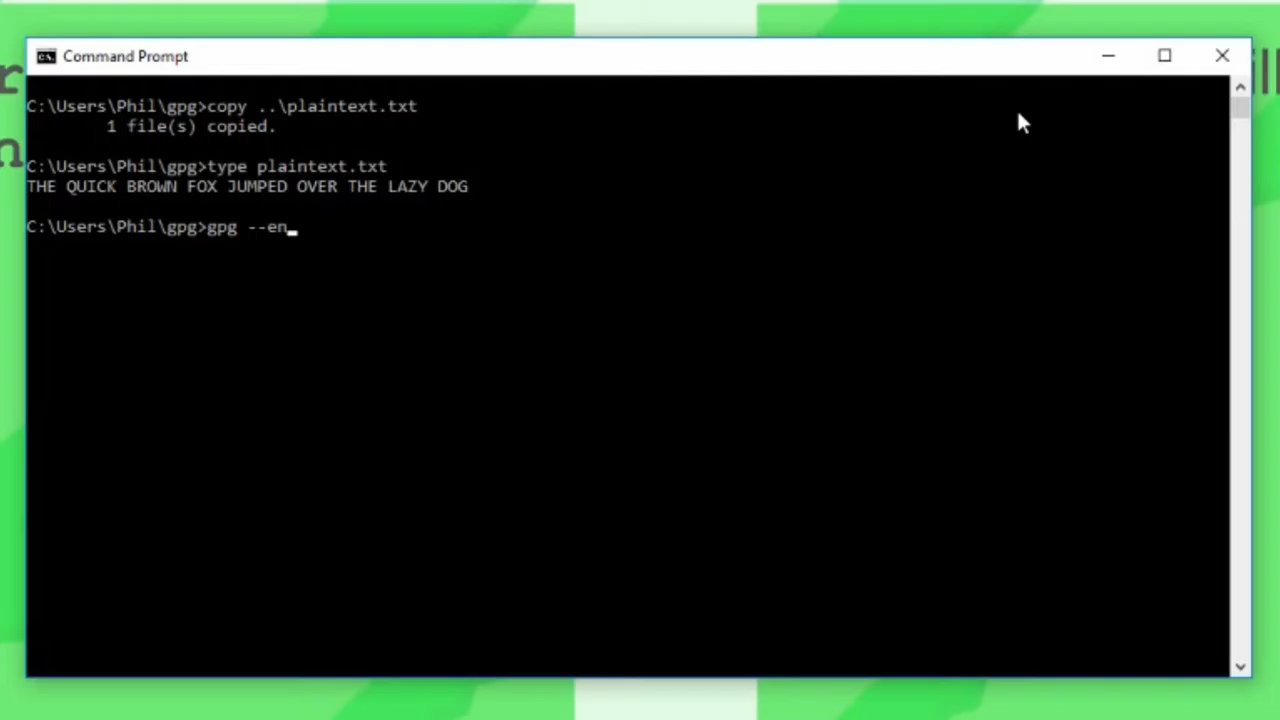 Command Prompt
C:\Users\Phil\gpg>copy ..\plaintext.txt
1 file(s) copied.
C:\Users\Phil\gpg>type plaintext.txt
THE QUICK BROWN FOX JUMPED OVER THE LAZY DOG
C:\Users\Phil\gpg>gpg --en